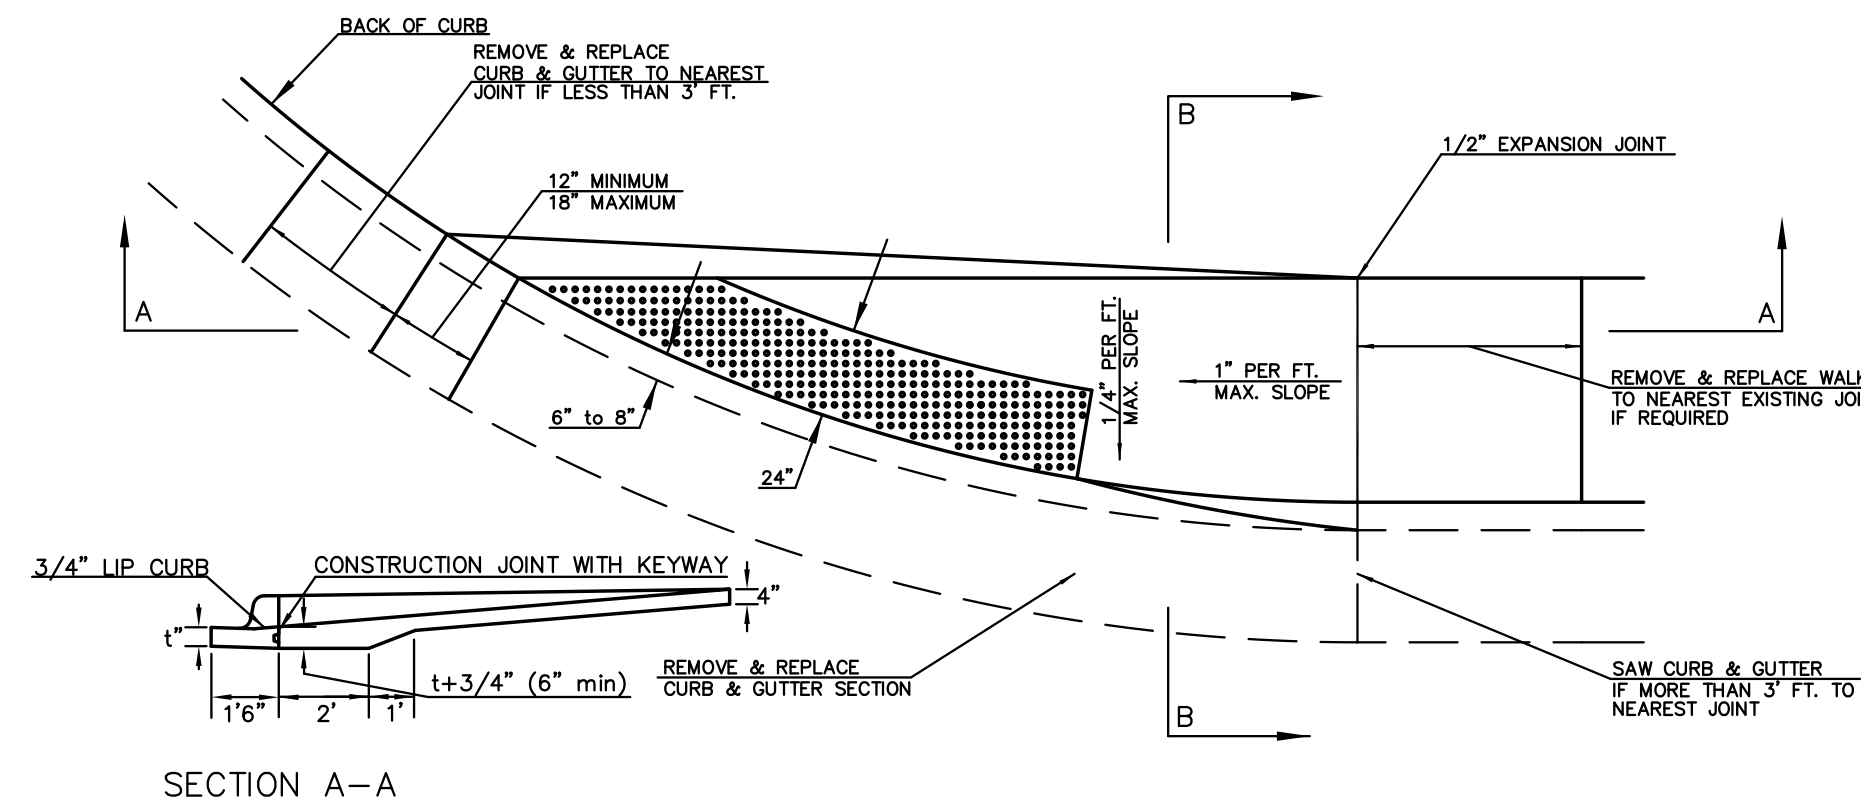 BACK OF CURB
REMOVE & REPLACE
CURB & GUTTER TO NEAREST
JOINT IF LESS THAN 3' FT.
B
1/2" EXPANSION JOINT
12" MINIMUM
18" MAXIMUM
A
A
1/4" PER FT.
MAX. SLOPE
1" PER FT.
MAX. SLOPE
REMOVE & REPLACE WALK
TO NEAREST EXISTING
IF REQUIRED
6" to 8"
24"
3/4" LIP CURB
CONSTRUCTION JOINT WITH KEYWAY
4"
t"
t+3/4" (6" min)
1'6"
2'
1'
REMOVE & REPLACE
CURB & GUTTER SECTION
SAW CURB & GUTTER
IF MORE THAN 3' FT. TO
NEAREST JOINT
B
SECTION A-A